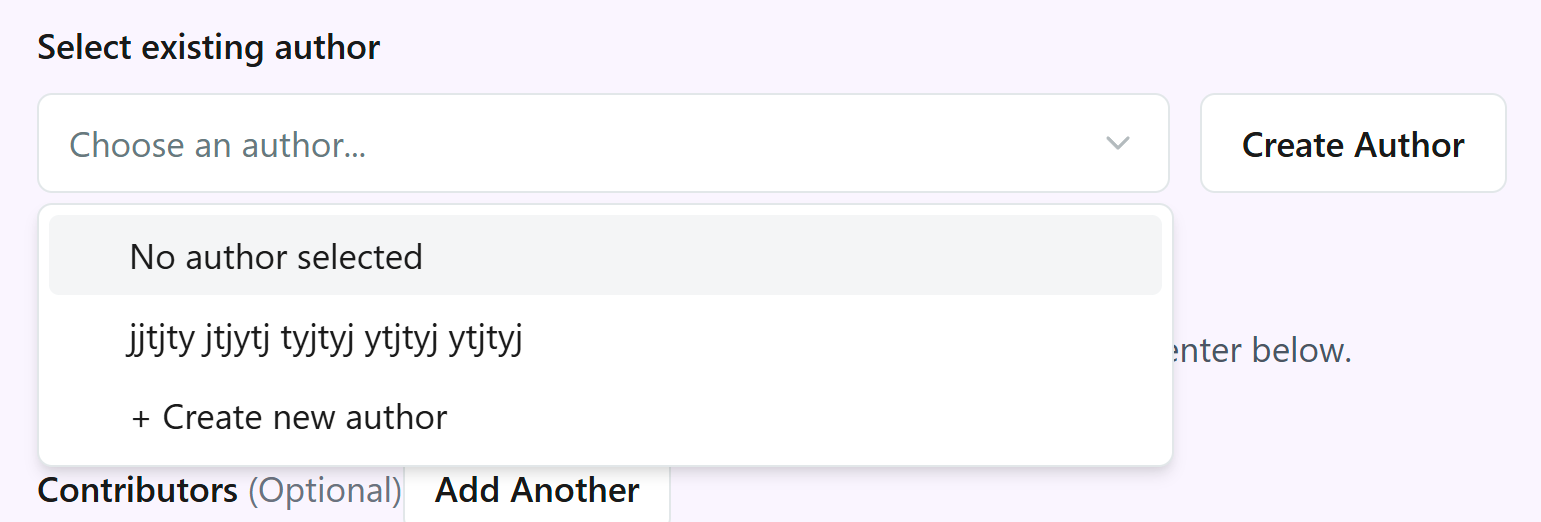 Select existing author
Choose an author...
Create Author
No author selected
jjtjty jtjytj tyjtyj ytjtyj ytjtyj
enter below.
+ Create new author
Contributors (Optional)
Add Another